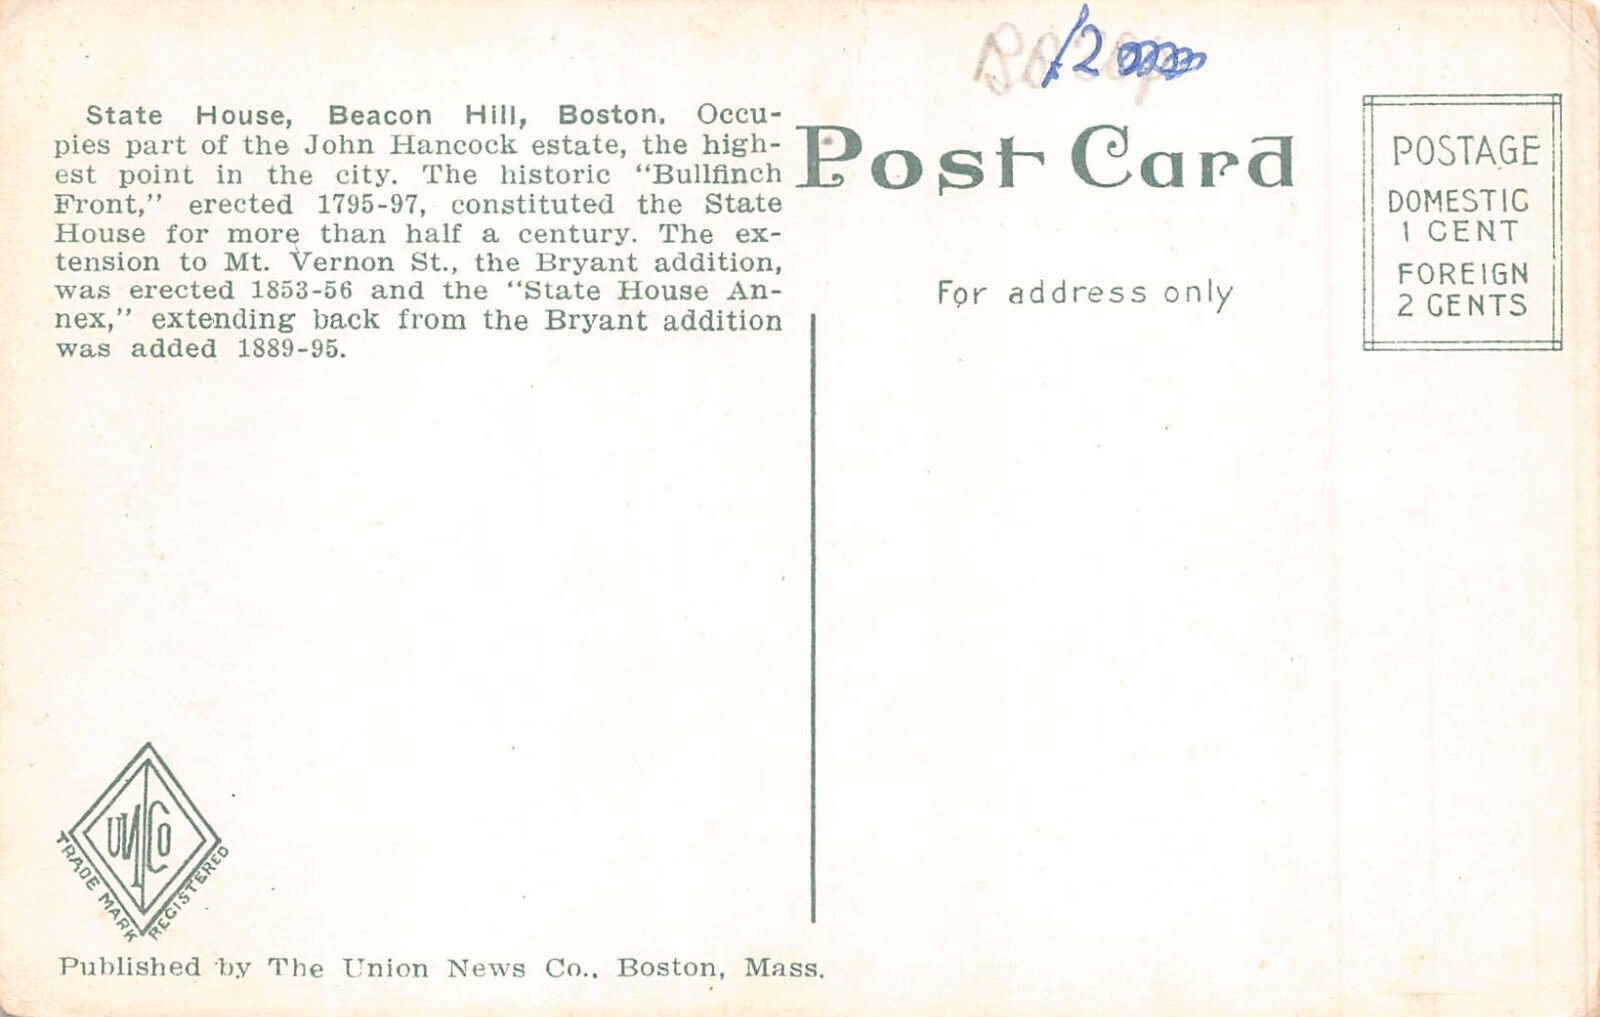 State House, Beacon Hill, Boston. Occu-
pies part of the John Hancock estate, the high-
est point in the city. The historic "Bullfinch
Front," erected 1795-97, constituted the State
House for more than half a century. The ex-
tension to Mt. Vernon St., the Bryant addition,
was erected 1853-56 and the "State House An-
nex," extending back from the Bryant addition
was added 1889-95.
Post Card
For address only
POSTAGE
DOMESTIC
1 CENT
FOREIGN
2 CENTS
UNCo
TRADE MARK
REGISTERED
Published by The Union News Co., Boston, Mass.